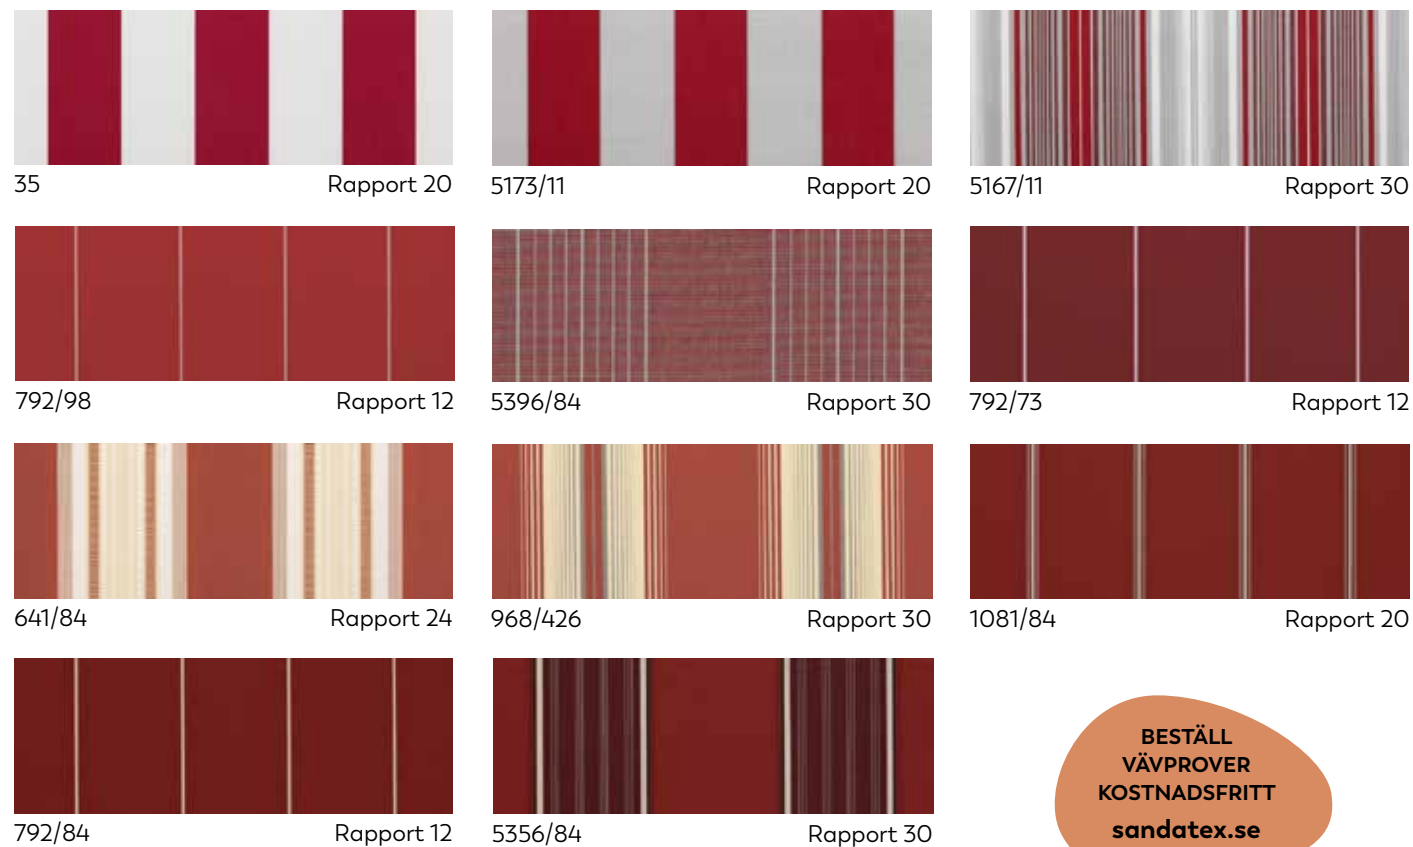 35 Rapport 20
5173/11 Rapport 20
5167/11 Rapport 30
792/98 Rapport 12
5396/84 Rapport 30
792/73 Rapport 12
641/84 Rapport 24
968/426 Rapport 30
1081/84 Rapport 20
792/84 Rapport 12
5356/84 Rapport 30
BESTÄLL
VÄVPROVER
KOSTNADSFRITT
sandatex.se